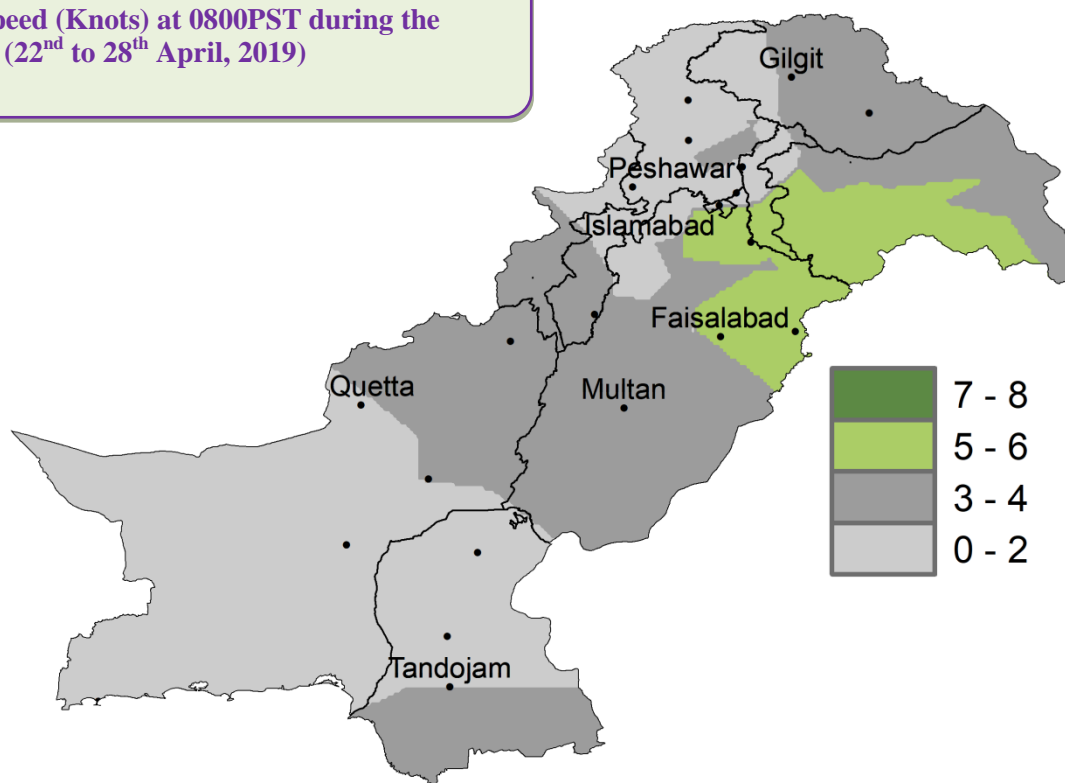 peed (Knots) at 0800PST during the
(22nd to 28th April, 2019)
Gilgit
Peshawar
Islamabad
Faisalabad
Quetta
Multan
7 - 8
5 - 6
3 - 4
0 - 2
Tandojam